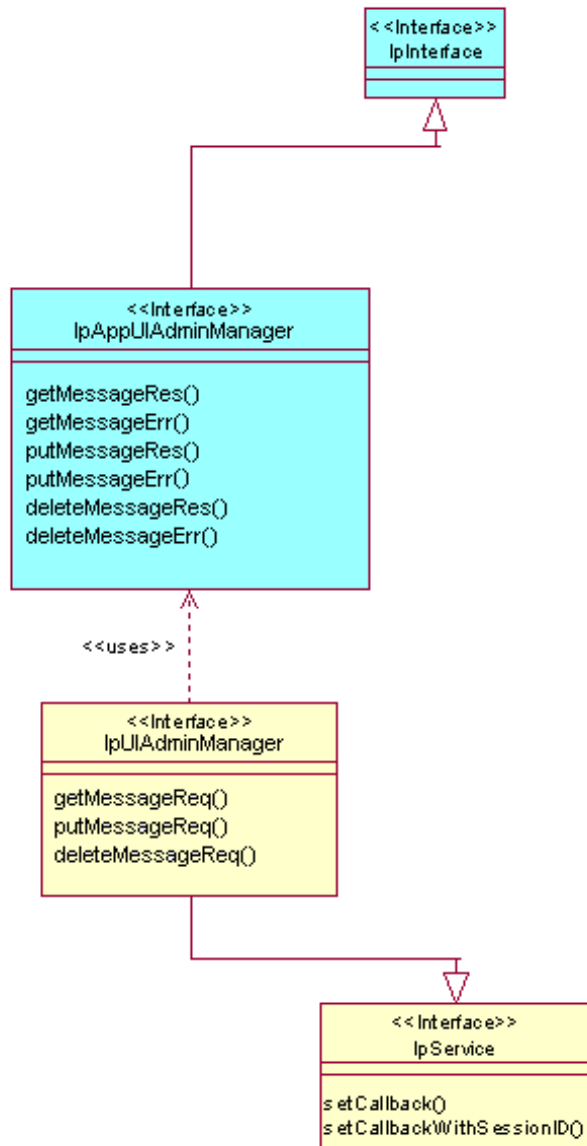 <<Interface>>
IpInterface
<<Interface>>
IpAppUIAdminManager
getMessageRes()
getMessageErr()
putMessageRes()
putMessageErr()
deleteMessageRes()
deleteMessageErr()
<<uses>>
<<Interface>>
IpUIAdminManager
getMessageReq()
putMessageReq()
deleteMessageReq()
<<Interface>>
IpService
setCallback()
setCallbackWithSessionID()